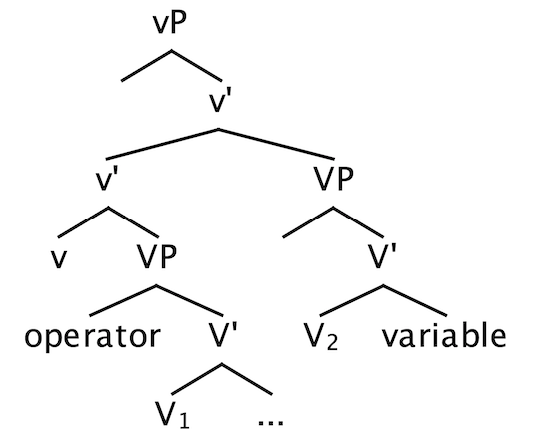 vP
v'
v' VP
v VP V'
operator V' V₂ variable
V₁ ...